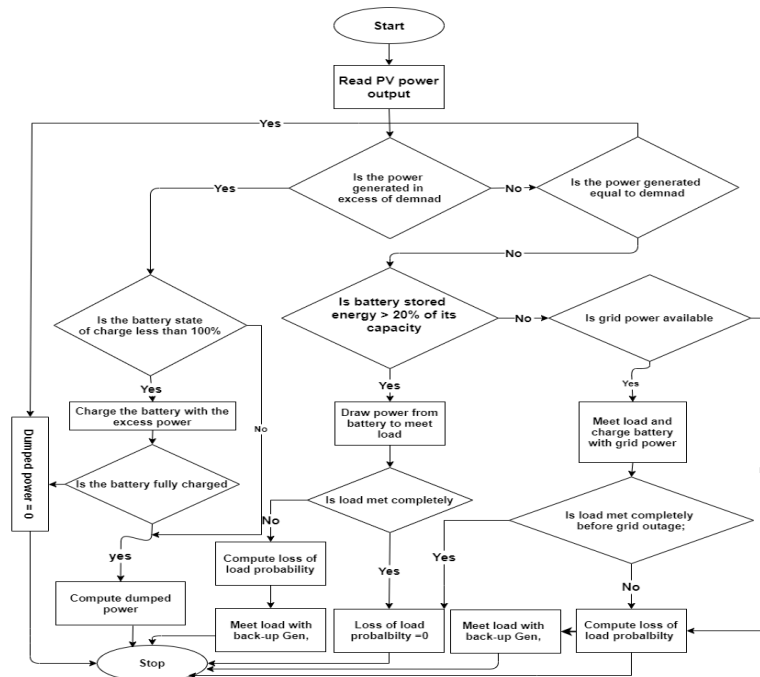 Start
Read PV power
output
Yes
Is the power
generated in
excess of demnad
Yes
No
Is the power generated
equal to demnad
No
Is the battery state
of charge less than 100%
Is battery stored
energy > 20% of its
capacity
No
Is grid power available
Yes
Yes
Yes
Charge the battery with the
excess power
No
Draw power from
battery to meet
load
Meet load and
charge battery
with grid power
Dumped power = 0
Is the battery fully charged
Is load met completely
Is load met completely
before grid outage;
No
yes
Yes
Yes
No
Compute loss of
load probability
Compute dumped
power
Meet load with
back-up Gen,
Loss of load
probalbilty =0
Meet load with
back-up Gen,
Compute loss of
load probalbilty
Stop